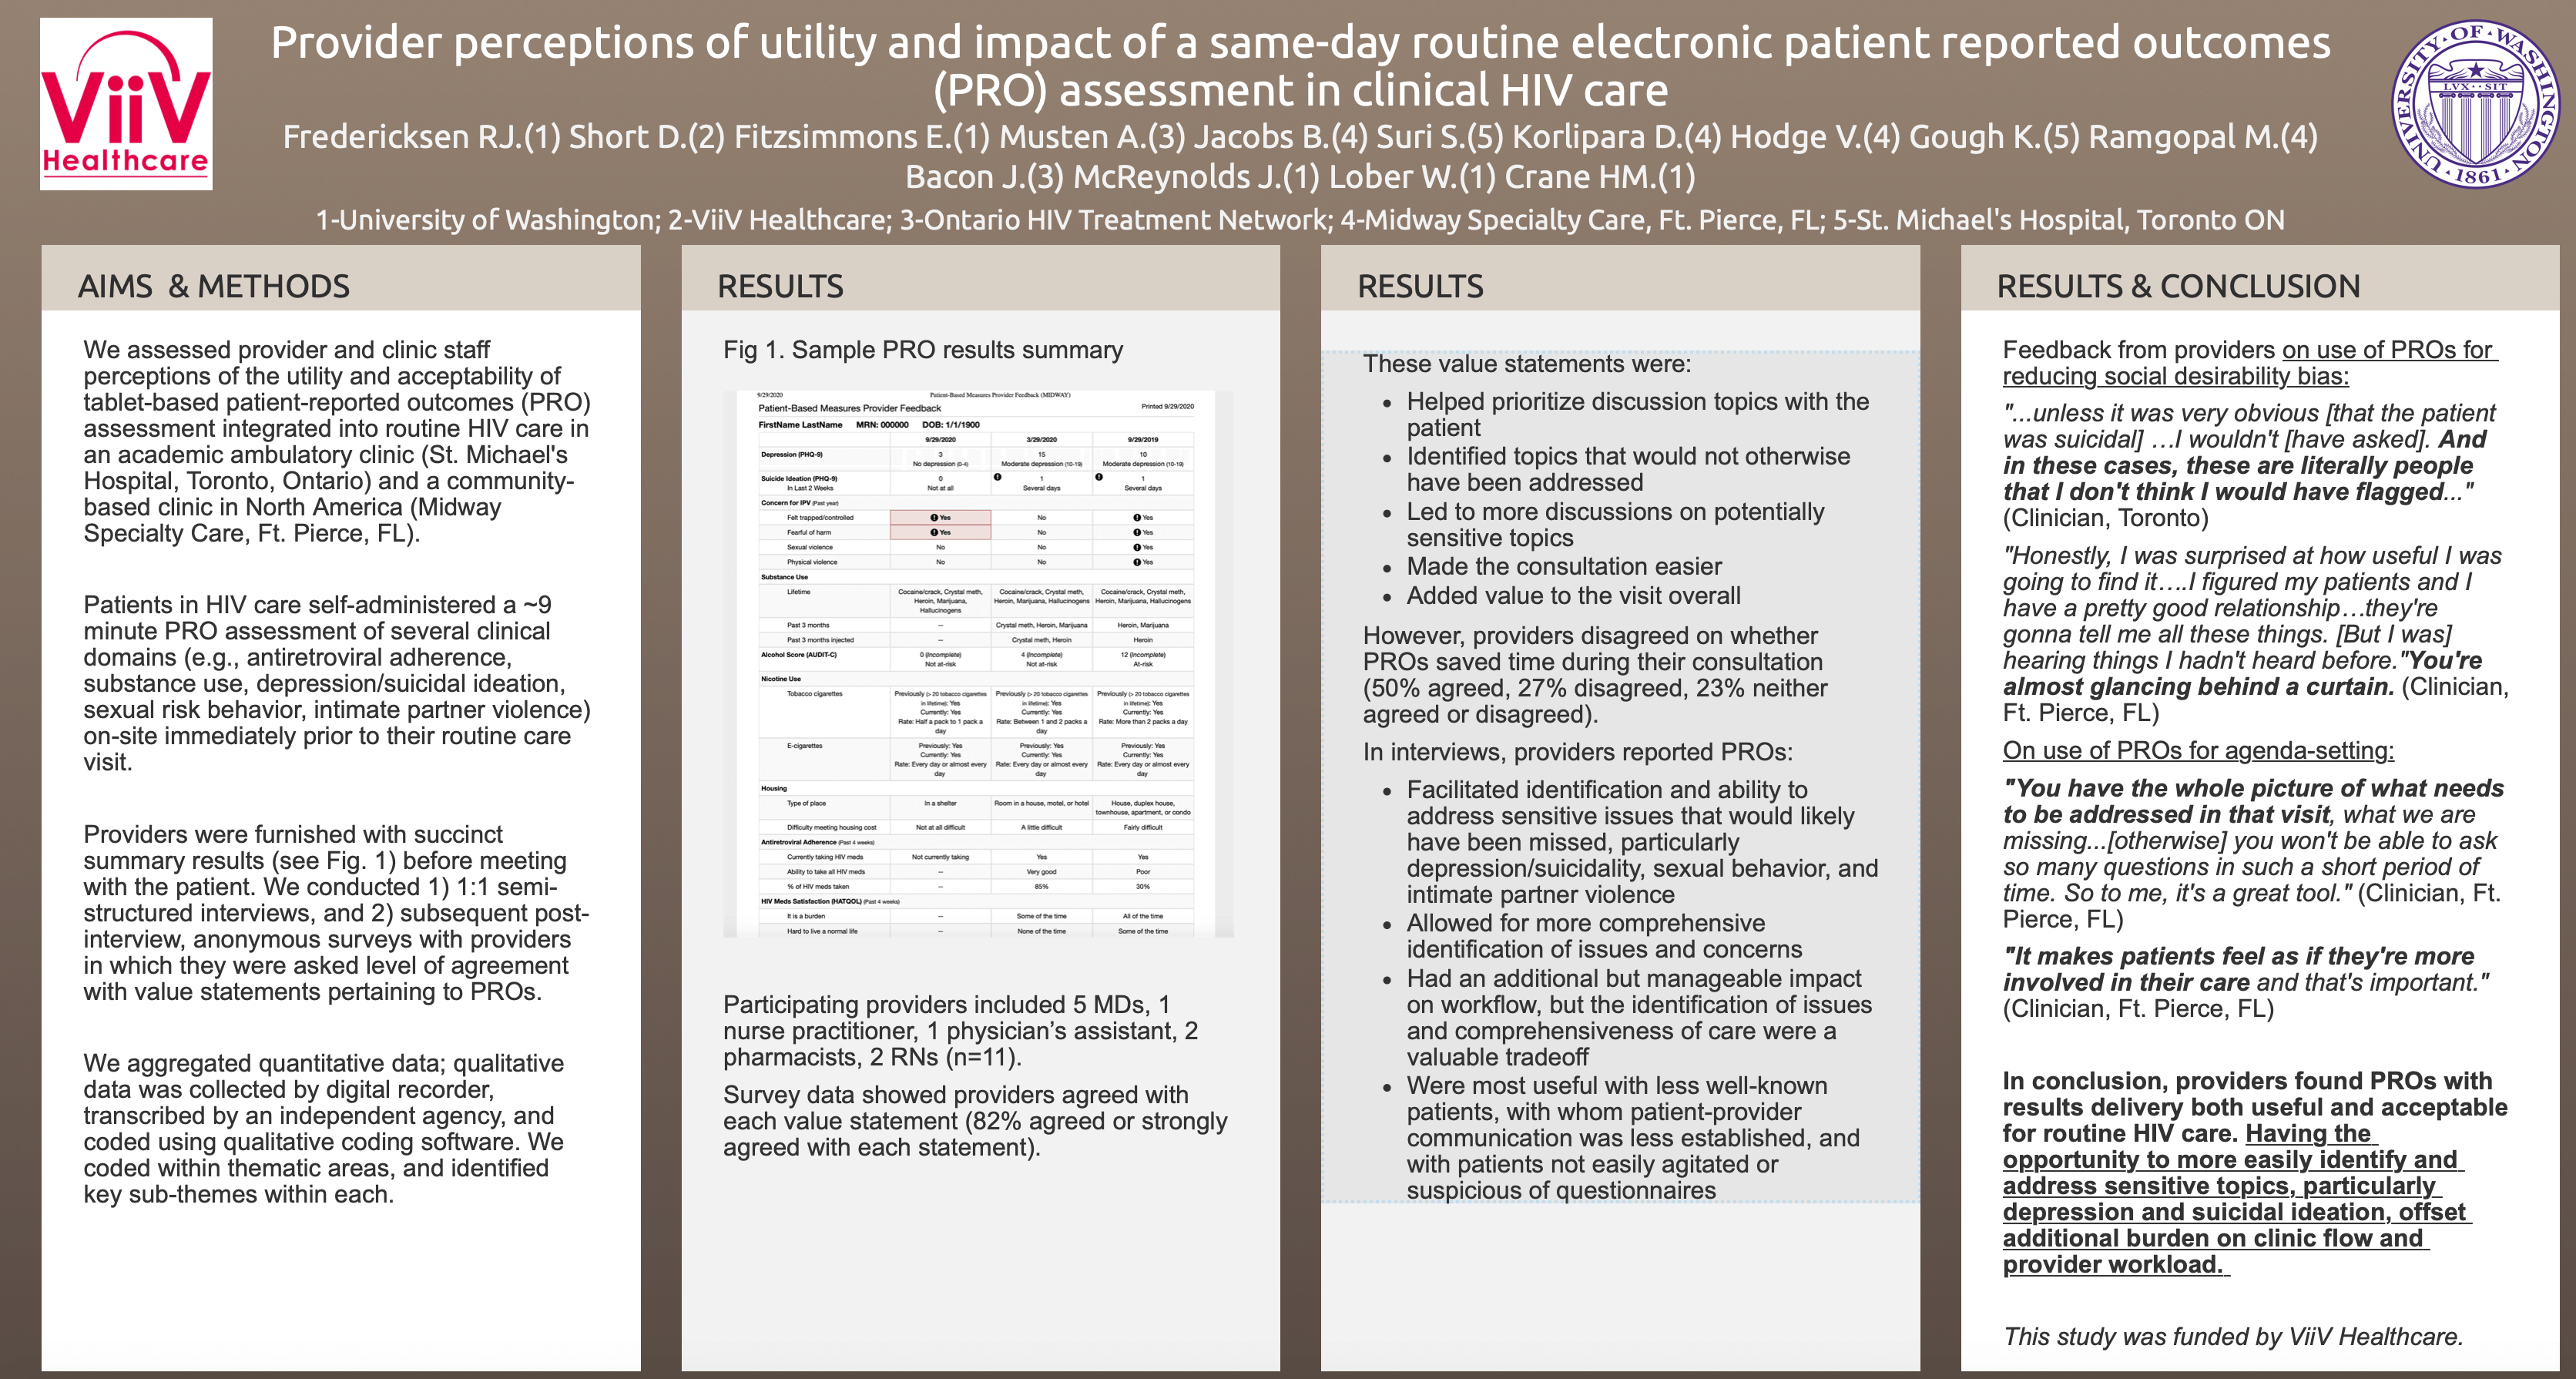 ViiV
Healthcare
Provider perceptions of utility and impact of a same-day routine electronic patient reported outcomes
(PRO) assessment in clinical HIV care
Fredericksen RJ.(1) Short D.(2) Fitzsimmons E.(1) Musten A.(3) Jacobs B.(4) Suri S.(5) Korlipara D.(4) Hodge V.(4) Gough K.(5) Ramgopal M.(4)
Bacon J.(3) McReynolds J.(1) Lober W.(1) Crane HM.(1)
1-University of Washington; 2-ViiV Healthcare; 3-Ontario HIV Treatment Network; 4-Midway Specialty Care, Ft. Pierce, FL; 5-St. Michael's Hospital, Toronto ON
UNIVERSITY · OF · WASHINGTON
LVX · · SIT
· 1861 ·
AIMS & METHODS
We assessed provider and clinic staff
perceptions of the utility and acceptability of
tablet-based patient-reported outcomes (PRO)
assessment integrated into routine HIV care in
an academic ambulatory clinic (St. Michael's
Hospital, Toronto, Ontario) and a community-
based clinic in North America (Midway
Specialty Care, Ft. Pierce, FL).
Patients in HIV care self-administered a ~9
minute PRO assessment of several clinical
domains (e.g., antiretroviral adherence,
substance use, depression/suicidal ideation,
sexual risk behavior, intimate partner violence)
on-site immediately prior to their routine care
visit.
Providers were furnished with succinct
summary results (see Fig. 1) before meeting
with the patient. We conducted 1) 1:1 semi-
structured interviews, and 2) subsequent post-
interview, anonymous surveys with providers
in which they were asked level of agreement
with value statements pertaining to PROs.
We aggregated quantitative data; qualitative
data was collected by digital recorder,
transcribed by an independent agency, and
coded using qualitative coding software. We
coded within thematic areas, and identified
key sub-themes within each.
RESULTS
Fig 1. Sample PRO results summary
9/29/2020 Patient-Based Measures Provider Feedback (MIDWAY)
Patient-Based Measures Provider Feedback Printed 9/29/2020
FirstName LastName MRN: 000000 DOB: 1/1/1900
9/29/2020 3/29/2020 9/29/2019
Depression (PHQ-9) 3 15 10
No depression (0-4) Moderate depression (10-19) Moderate depression (10-19)
Suicide Ideation (PHQ-9) 0 ! 1 ! 1
In Last 2 Weeks Not at all Several days Several days
Concern for IPV (Past year)
Felt trapped/controlled ! Yes No ! Yes
Fearful of harm ! Yes No ! Yes
Sexual violence No No ! Yes
Physical violence No No ! Yes
Substance Use
Lifetime Cocaine/crack, Crystal meth, Cocaine/crack, Crystal meth, Cocaine/crack, Crystal meth,
Heroin, Marijuana, Heroin, Marijuana, Hallucinogens Heroin, Marijuana, Hallucinogens
Hallucinogens
Past 3 months -- Crystal meth, Heroin, Marijuana Heroin, Marijuana
Past 3 months injected -- Crystal meth, Heroin Heroin
Alcohol Score (AUDIT-C) 0 (Incomplete) 4 (Incomplete) 12 (Incomplete)
Not at-risk Not at-risk At-risk
Nicotine Use
Tobacco cigarettes Previously (> 20 tobacco cigarettes Previously (> 20 tobacco cigarettes Previously (> 20 tobacco cigarettes
in lifetime): Yes in lifetime): Yes in lifetime): Yes
Currently: Yes Currently: Yes Currently: Yes
Rate: Half a pack to 1 pack a Rate: Between 1 and 2 packs a Rate: More than 2 packs a day
day day
E-cigarettes Previously: Yes Previously: Yes Previously: Yes
Currently: Yes Currently: Yes Currently: Yes
Rate: Every day or almost every Rate: Every day or almost every Rate: Every day or almost every
day day day
Housing
Type of place In a shelter Room in a house, motel, or hotel House, duplex house,
townhouse, apartment, or condo
Difficulty meeting housing cost Not at all difficult A little difficult Fairly difficult
Antiretroviral Adherence (Past 4 weeks)
Currently taking HIV meds Not currently taking Yes Yes
Ability to take all HIV meds -- Very good Poor
% of HIV meds taken -- 85% 30%
HIV Meds Satisfaction (HATQOL) (Past 4 weeks)
It is a burden -- Some of the time All of the time
Hard to live a normal life -- None of the time Some of the time
Participating providers included 5 MDs, 1
nurse practitioner, 1 physician’s assistant, 2
pharmacists, 2 RNs (n=11).
Survey data showed providers agreed with
each value statement (82% agreed or strongly
agreed with each statement).
RESULTS
These value statements were:
• Helped prioritize discussion topics with the
patient
• Identified topics that would not otherwise
have been addressed
• Led to more discussions on potentially
sensitive topics
• Made the consultation easier
• Added value to the visit overall
However, providers disagreed on whether
PROs saved time during their consultation
(50% agreed, 27% disagreed, 23% neither
agreed or disagreed).
In interviews, providers reported PROs:
• Facilitated identification and ability to
address sensitive issues that would likely
have been missed, particularly
depression/suicidality, sexual behavior, and
intimate partner violence
• Allowed for more comprehensive
identification of issues and concerns
• Had an additional but manageable impact
on workflow, but the identification of issues
and comprehensiveness of care were a
valuable tradeoff
• Were most useful with less well-known
patients, with whom patient-provider
communication was less established, and
with patients not easily agitated or
suspicious of questionnaires
RESULTS & CONCLUSION
Feedback from providers on use of PROs for
reducing social desirability bias:
"...unless it was very obvious [that the patient
was suicidal] …I wouldn't [have asked]. And
in these cases, these are literally people
that I don't think I would have flagged..."
(Clinician, Toronto)
"Honestly, I was surprised at how useful I was
going to find it….I figured my patients and I
have a pretty good relationship…they're
gonna tell me all these things. [But I was]
hearing things I hadn't heard before."You're
almost glancing behind a curtain. (Clinician,
Ft. Pierce, FL)
On use of PROs for agenda-setting:
"You have the whole picture of what needs
to be addressed in that visit, what we are
missing...[otherwise] you won't be able to ask
so many questions in such a short period of
time. So to me, it's a great tool." (Clinician, Ft.
Pierce, FL)
"It makes patients feel as if they're more
involved in their care and that's important."
(Clinician, Ft. Pierce, FL)
In conclusion, providers found PROs with
results delivery both useful and acceptable
for routine HIV care. Having the
opportunity to more easily identify and
address sensitive topics, particularly
depression and suicidal ideation, offset
additional burden on clinic flow and
provider workload.
This study was funded by ViiV Healthcare.